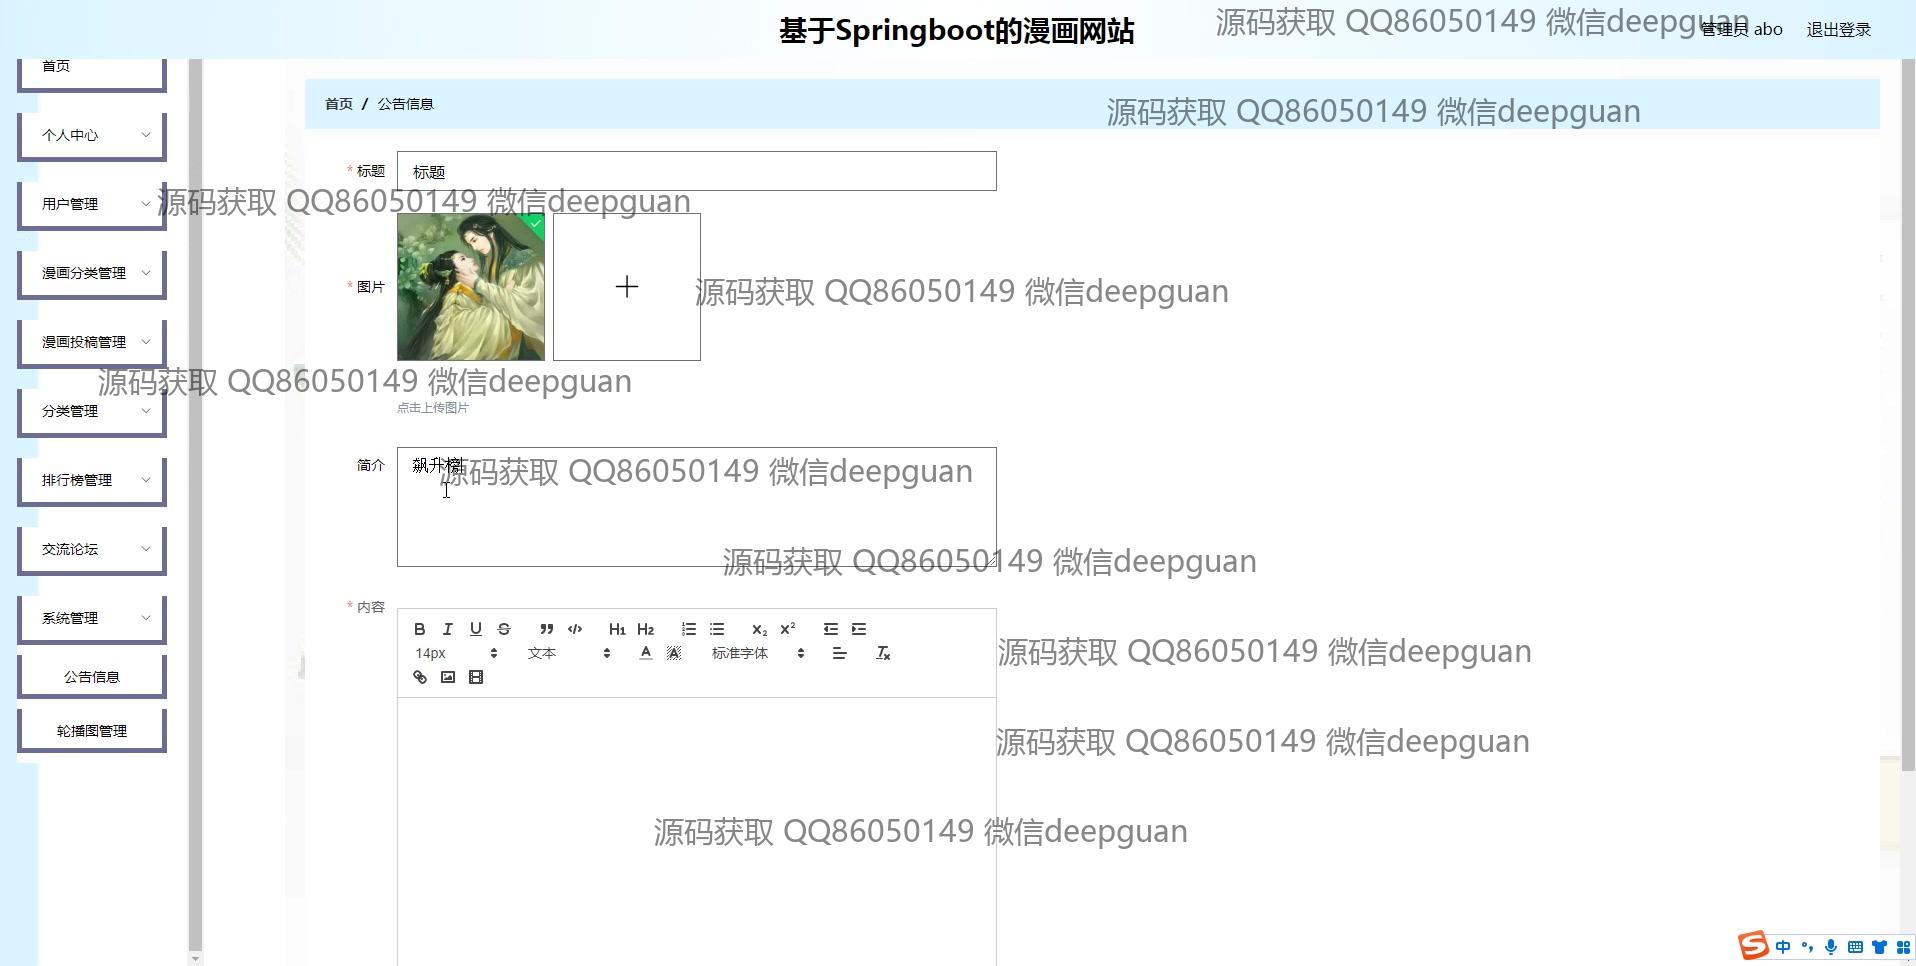 基于Springboot的漫画网站
源码获取 QQ86050149 微信deepguan
管理员 abo
退出登录
首页
首页 / 公告信息
源码获取 QQ86050149 微信deepguan
个人中心
* 标题
标题
用户管理
源码获取 QQ86050149 微信deepguan
漫画分类管理
* 图片
源码获取 QQ86050149 微信deepguan
漫画投稿管理
源码获取 QQ86050149 微信deepguan
点击上传图片
分类管理
简介
飙升榜
源码获取 QQ86050149 微信deepguan
排行榜管理
交流论坛
源码获取 QQ86050149 微信deepguan
* 内容
系统管理
B I U S H1 H2 x2 x2
14px 文本 A A 标准字体
源码获取 QQ86050149 微信deepguan
公告信息
轮播图管理
源码获取 QQ86050149 微信deepguan
源码获取 QQ86050149 微信deepguan
中